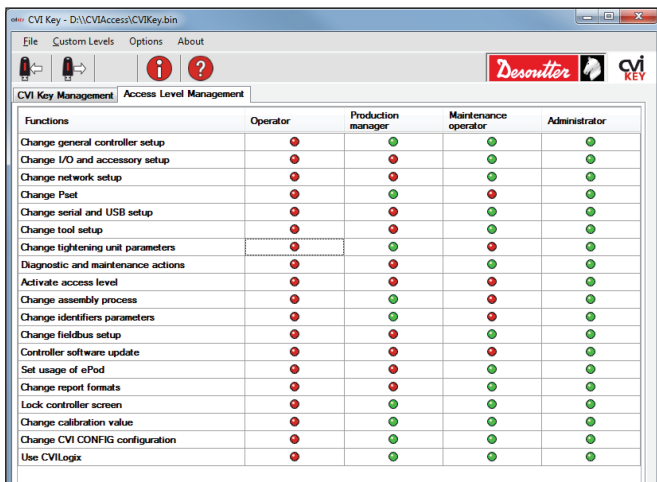 CVI Key - D:\\CVIAccess\CVIKey.bin
File Custom Levels Options About
Desoutter CVI KEY
CVI Key Management Access Level Management
Functions Operator Production manager Maintenance operator Administrator
Change general controller setup
Change I/O and accessory setup
Change network setup
Change Pset
Change serial and USB setup
Change tool setup
Change tightening unit parameters
Diagnostic and maintenance actions
Activate access level
Change assembly process
Change identifiers parameters
Change fieldbus setup
Controller software update
Set usage of ePod
Change report formats
Lock controller screen
Change calibration value
Change CVI CONFIG configuration
Use CVILogix